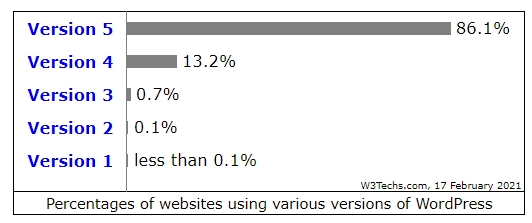 Version 5 86.1%
Version 4 13.2%
Version 3 0.7%
Version 2 0.1%
Version 1 less than 0.1%
W3Techs.com, 17 February 2021
Percentages of websites using various versions of WordPress